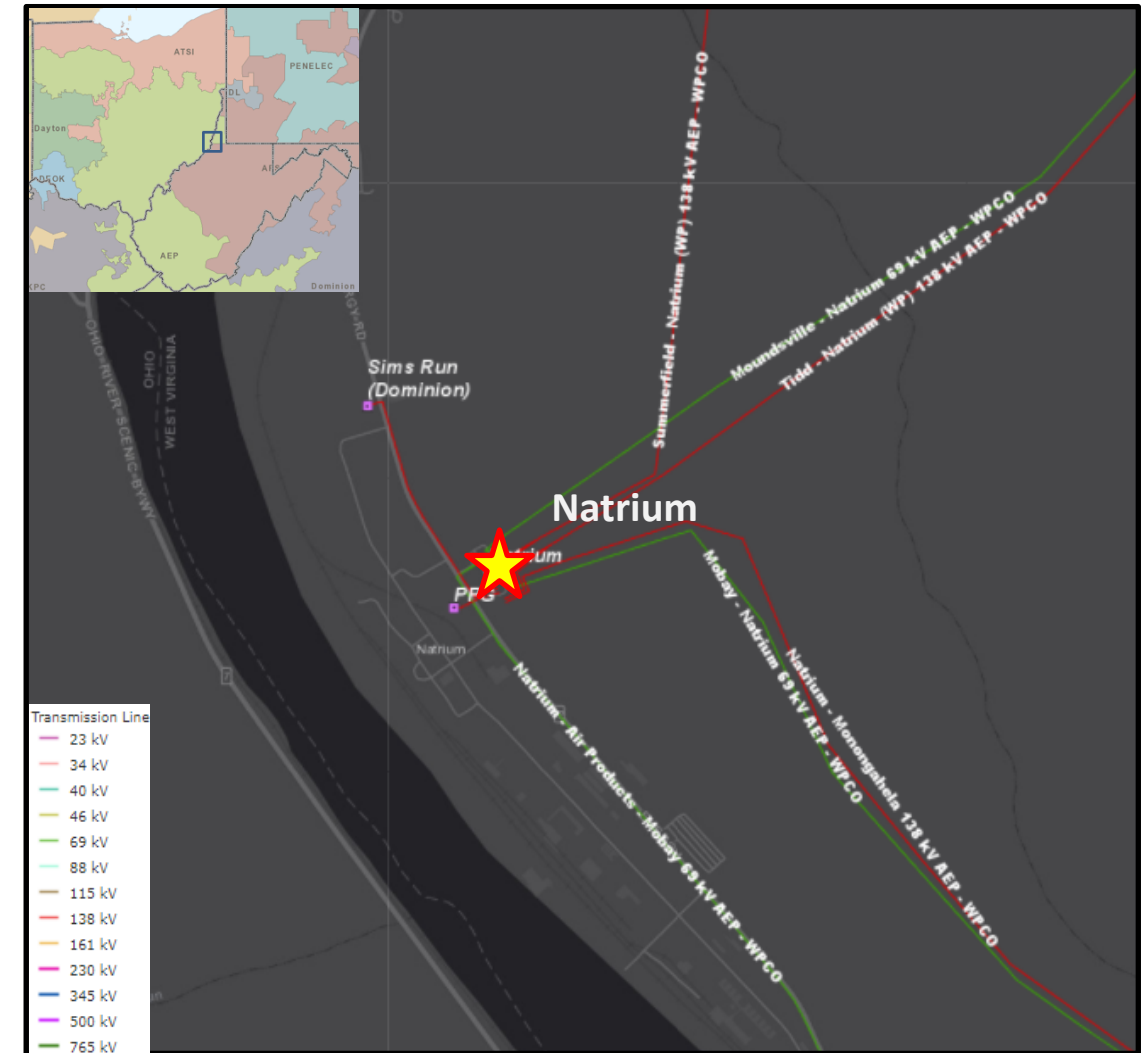 ATSI
PENELEC
DL
Dayton
DEOK
AEP
Dominion
Sims Run
(Dominion)
OHIO-RIVER-SCENIC-BYWY
OHIO
WEST VIRGINIA
Summerfield - Natrium (WP) 138 kV AEP - WPCO
Moundsville - Natrium 69 kV AEP - WPCO
Tidd - Natrium (WP) 138 kV AEP - WPCO
Natrium
PPG
Natrium
Mobay - Natrium 69 kV AEP - WPCO
Natrium - Monongahela 138 kV AEP - WPCO
Natrium - Air Products - Mobay 69 kV AEP - WPCO
Transmission Line
23 kV
34 kV
40 kV
46 kV
69 kV
88 kV
115 kV
138 kV
161 kV
230 kV
345 kV
500 kV
765 kV